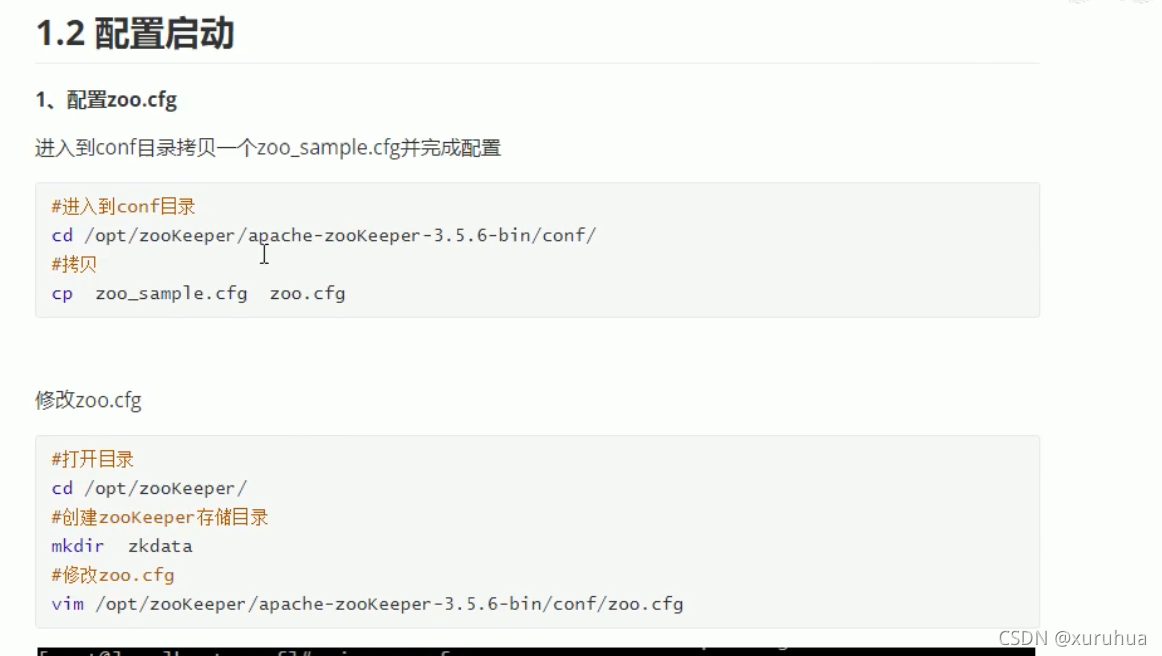 1.2 配置启动
1、配置zoo.cfg
进入到conf目录拷贝一个zoo_sample.cfg并完成配置
#进入到conf目录
cd /opt/zooKeeper/apache-zooKeeper-3.5.6-bin/conf/
#拷贝
cp  zoo_sample.cfg  zoo.cfg
修改zoo.cfg
#打开目录
cd /opt/zooKeeper/
#创建zooKeeper存储目录
mkdir  zkdata
#修改zoo.cfg
vim /opt/zooKeeper/apache-zooKeeper-3.5.6-bin/conf/zoo.cfg
CSDN @xuruhua